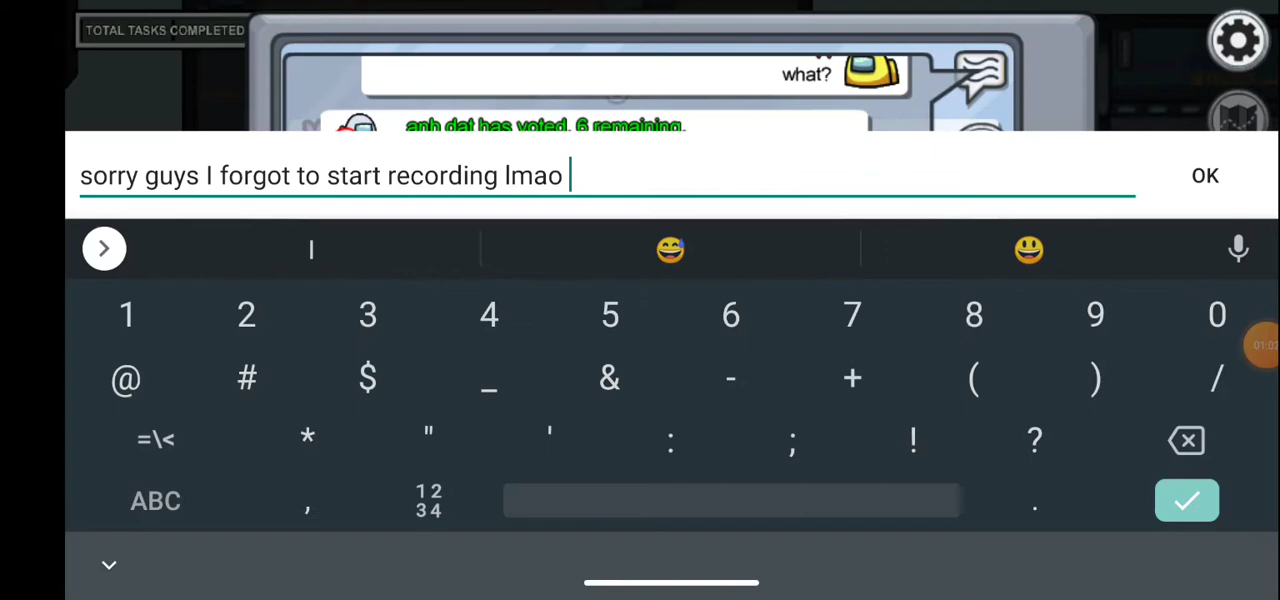 TOTAL TASKS COMPLETED
what?
anh dat has voted. 6 remaining.
sorry guys I forgot to start recording lmao
OK
I 😅 😃
1 2 3 4 5 6 7 8 9 0
@ # $ _ & - + ( ) /
=\< * " ' : ; ! ?
ABC , 12 34 .